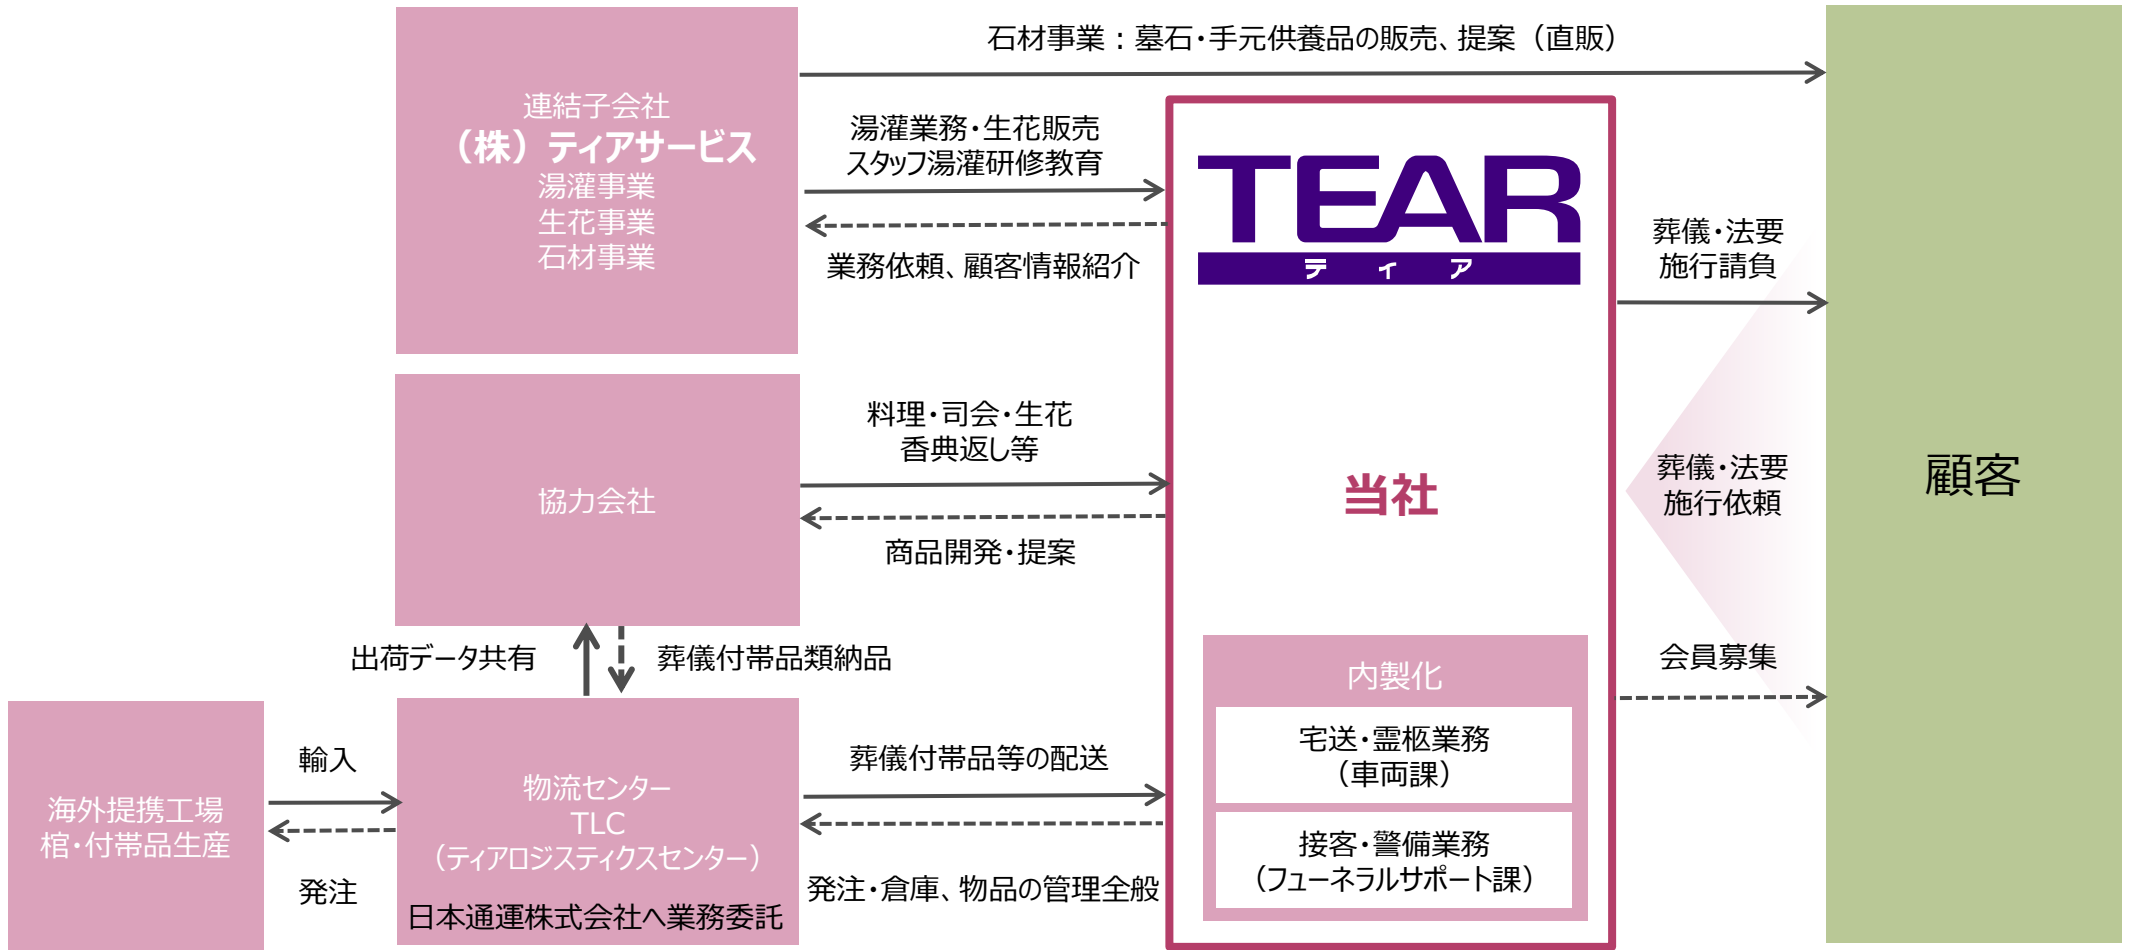 石材事業：墓石・手元供養品の販売、提案（直販）
連結子会社
（株）ティアサービス
湯灌事業
生花事業
石材事業
湯灌業務・生花販売
スタッフ湯灌研修教育
業務依頼、顧客情報紹介
TEAR
ティア
葬儀・法要
施行請負
協力会社
料理・司会・生花
香典返し等
商品開発・提案
当社
葬儀・法要
施行依頼
顧客
出荷データ共有
葬儀付帯品類納品
会員募集
海外提携工場
棺・付帯品生産
輸入
発注
物流センター
TLC
（ティアロジスティクスセンター）
日本通運株式会社へ業務委託
葬儀付帯品等の配送
発注・倉庫、物品の管理全般
内製化
宅送・霊柩業務
（車両課）
接客・警備業務
（フューネラルサポート課）